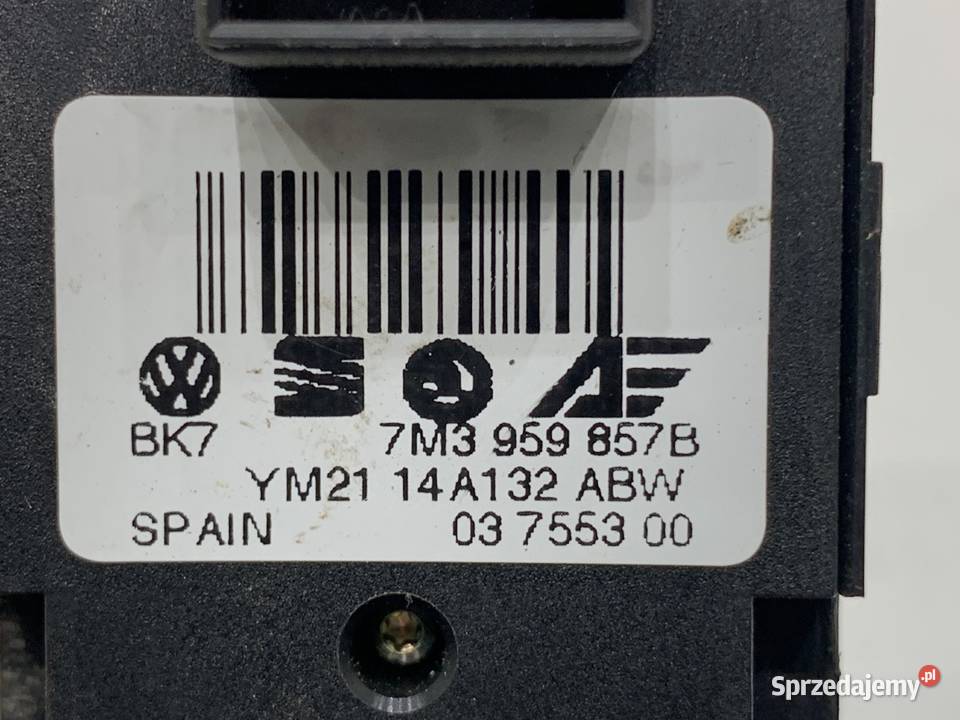 BK7 7M3 959 857B
YM21 14A132 ABW
SPAIN 03 7553 00
Sprzedajemy.pl